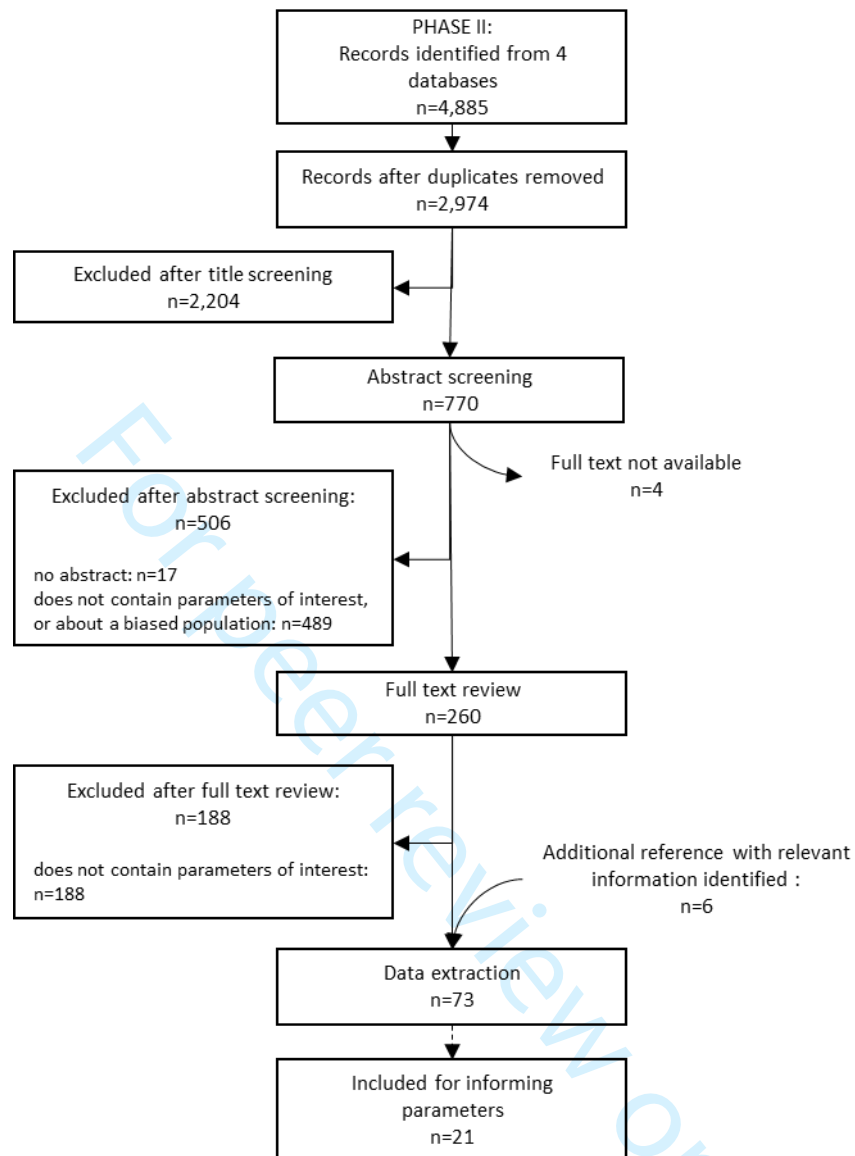 PHASE II:
Records identified from 4
databases
n=4,885
Records after duplicates removed
n=2,974
Excluded after title screening
n=2,204
Abstract screening
n=770
Full text not available
n=4
Excluded after abstract screening:
n=506
no abstract: n=17
does not contain parameters of interest,
or about a biased population: n=489
Full text review
n=260
Excluded after full text review:
n=188
does not contain parameters of interest:
n=188
Additional reference with relevant
information identified :
n=6
Data extraction
n=73
Included for informing
parameters
n=21
For peer review on